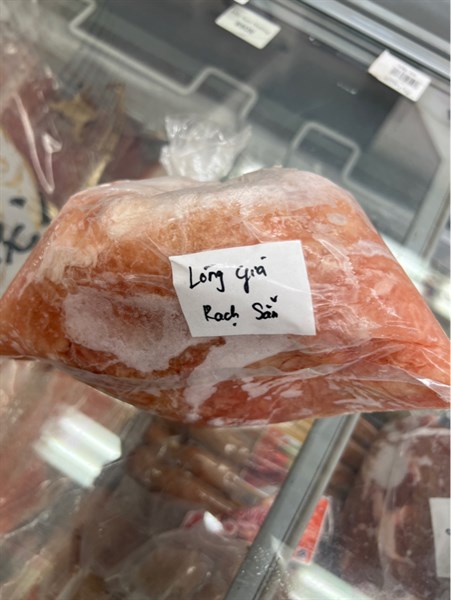 Lòng già
Rạch Sẵn